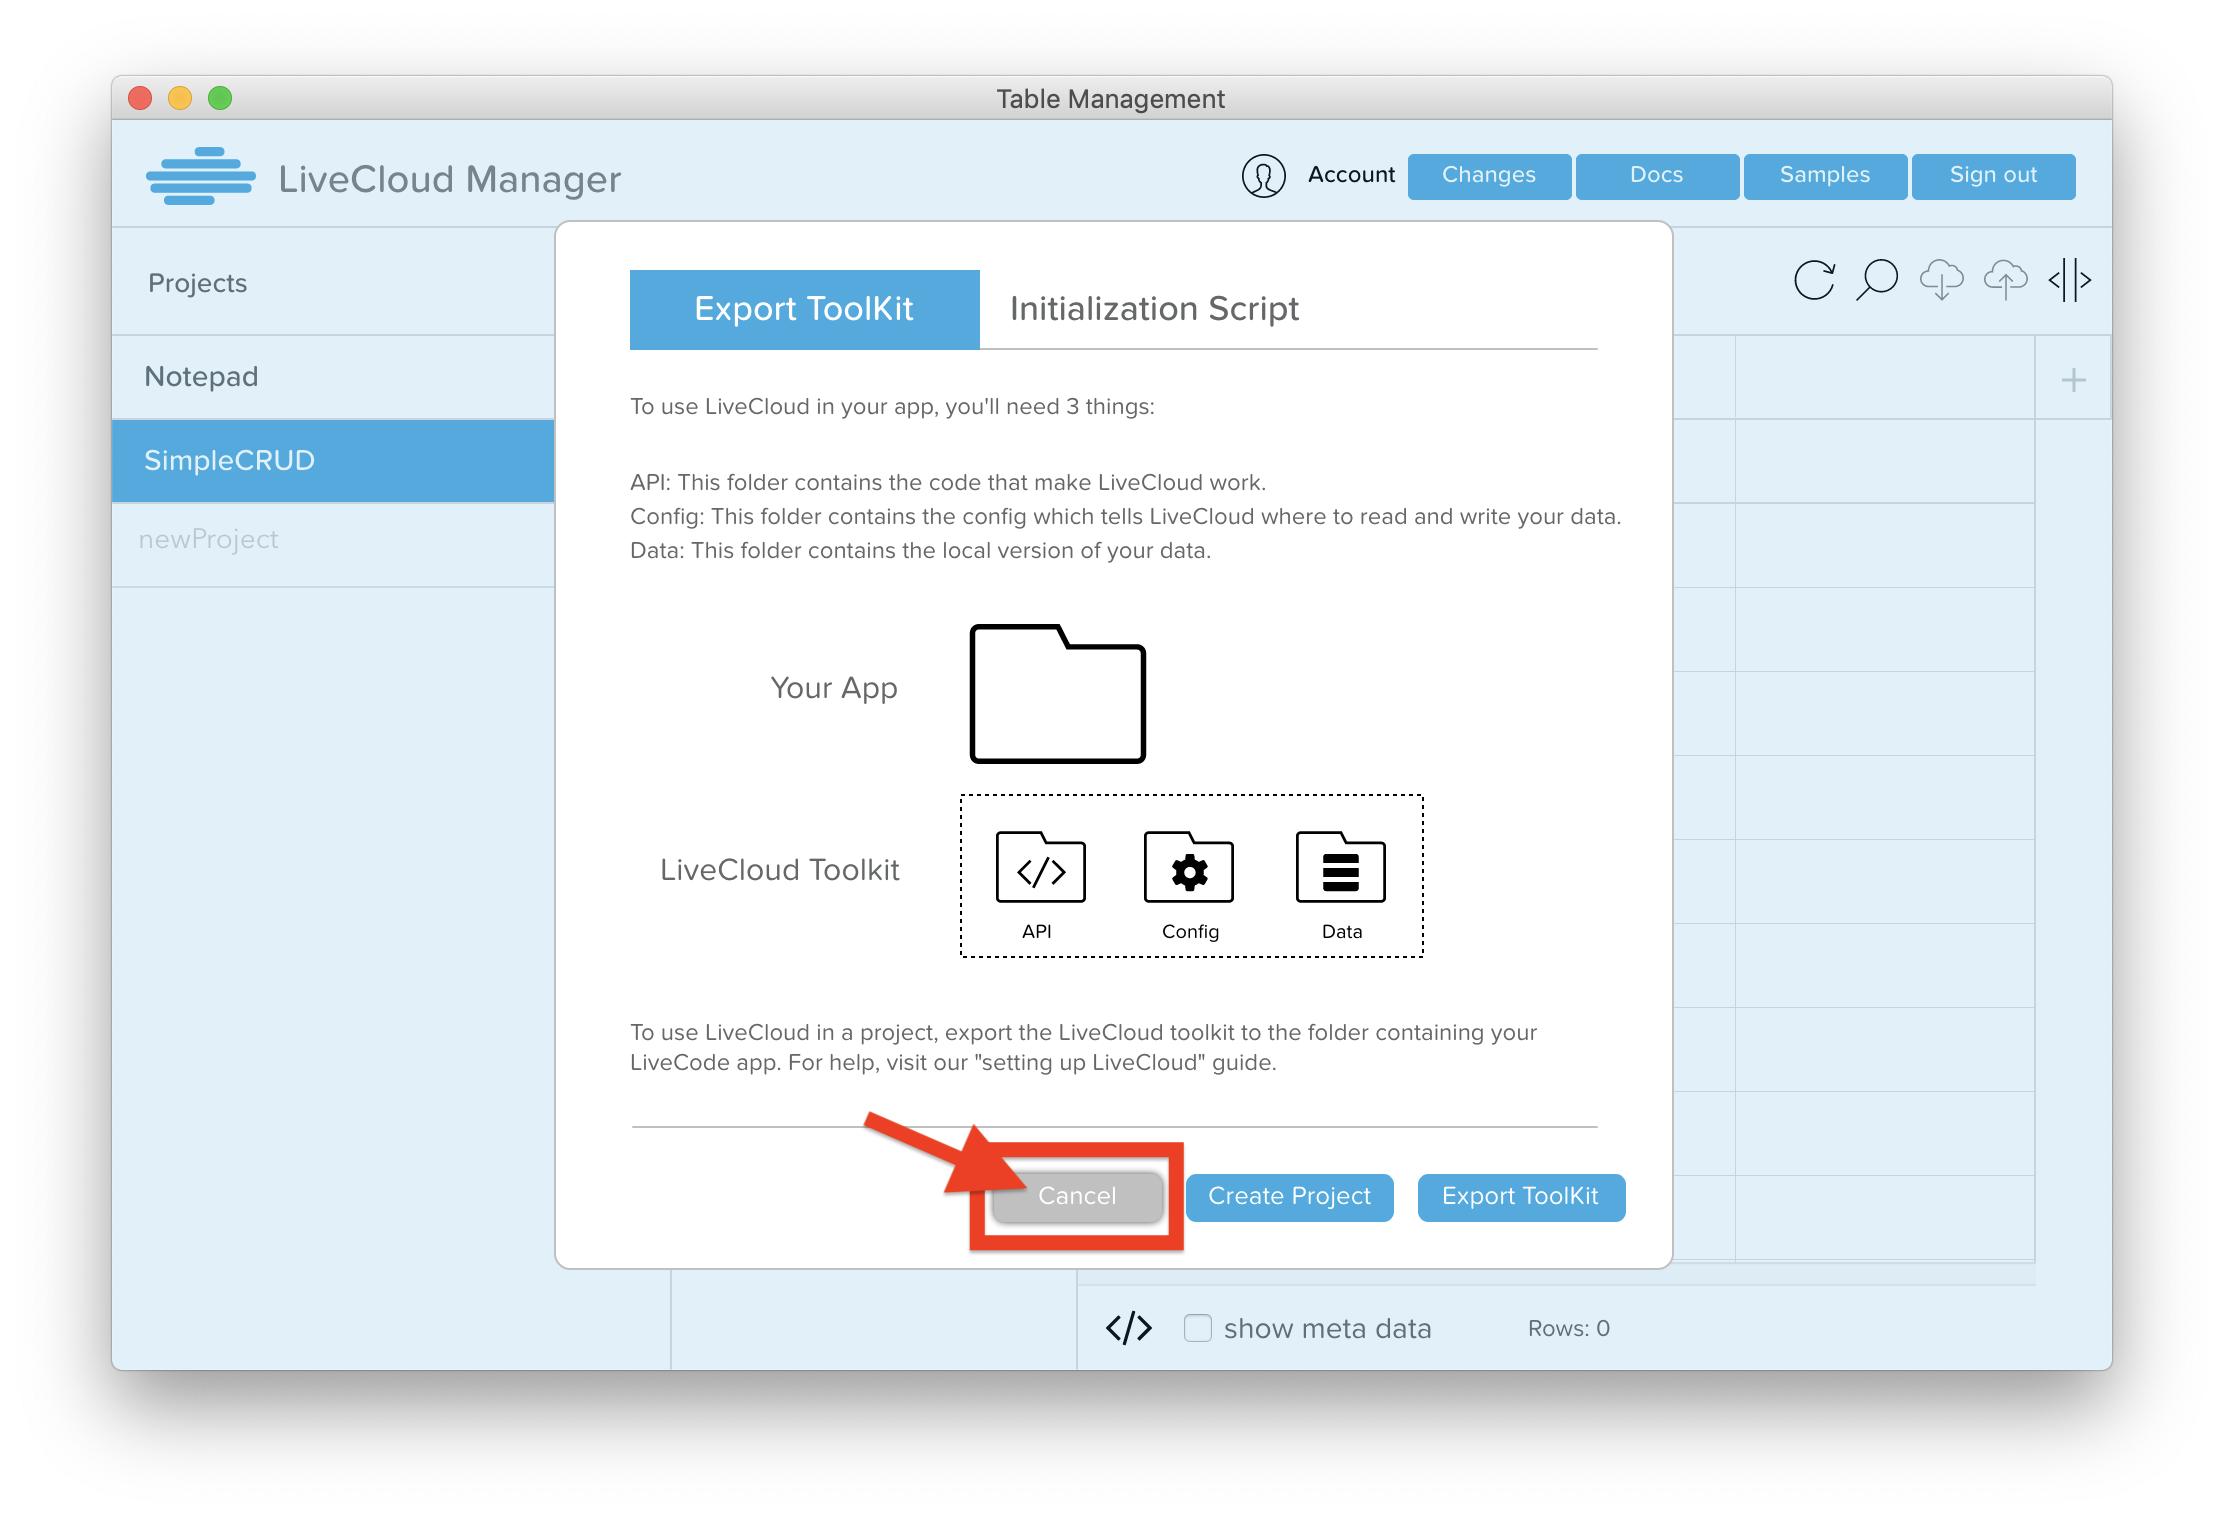 Table Management
LiveCloud Manager
Account
Changes
Docs
Samples
Sign out
Projects
Notepad
SimpleCRUD
newProject
Export ToolKit
Initialization Script
To use LiveCloud in your app, you'll need 3 things:
API: This folder contains the code that make LiveCloud work.
Config: This folder contains the config which tells LiveCloud where to read and write your data.
Data: This folder contains the local version of your data.
Your App
LiveCloud Toolkit
API
Config
Data
To use LiveCloud in a project, export the LiveCloud toolkit to the folder containing your
LiveCode app. For help, visit our "setting up LiveCloud" guide.
Cancel
Create Project
Export ToolKit
show meta data
Rows: 0